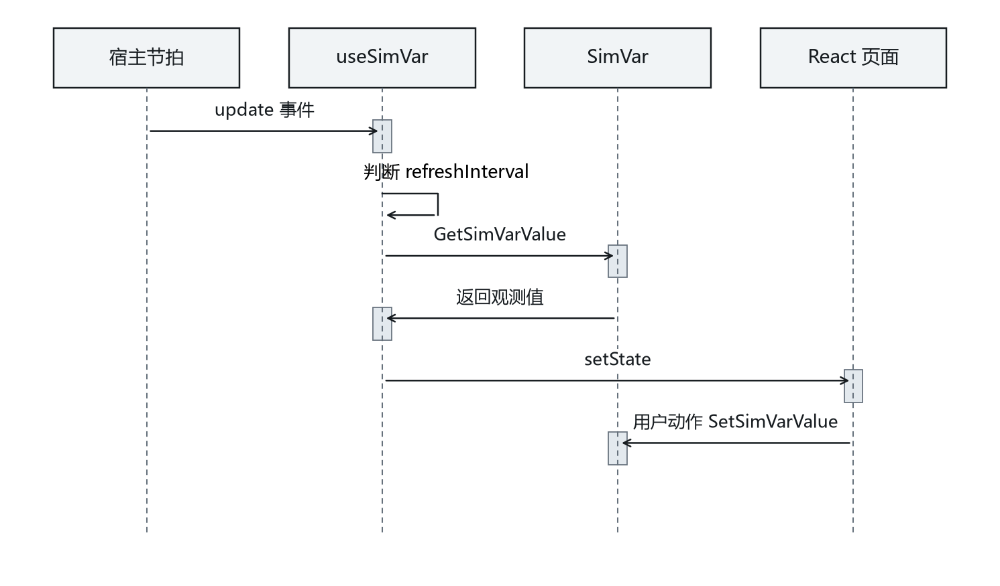 宿主节拍
useSimVar
SimVar
React 页面
update 事件
判断 refreshInterval
GetSimVarValue
返回观测值
setState
用户动作 SetSimVarValue